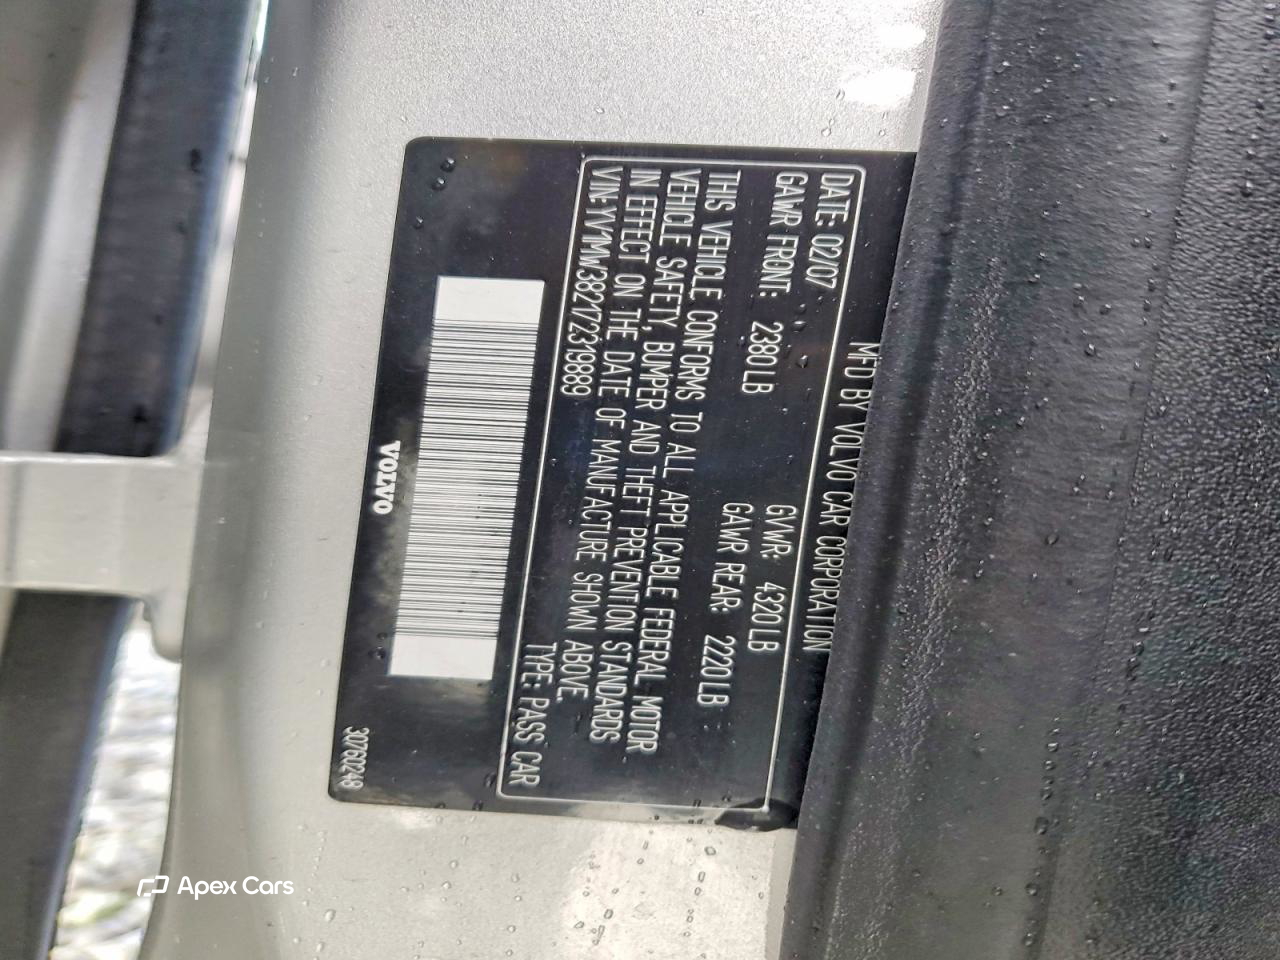 MFD BY VOLVO CAR CORPORATION
DATE: 02/07 GVWR: 4320LB
GAWR FRONT: 2380LB GAWR REAR: 2220LB
THIS VEHICLE CONFORMS TO ALL APPLICABLE FEDERAL MOTOR
VEHICLE SAFETY, BUMPER AND THEFT PREVENTION STANDARDS
IN EFFECT ON THE DATE OF MANUFACTURE SHOWN ABOVE.
VIN: YV1MW382172319889 TYPE: PASS CAR
VOLVO
30760248
Apex Cars